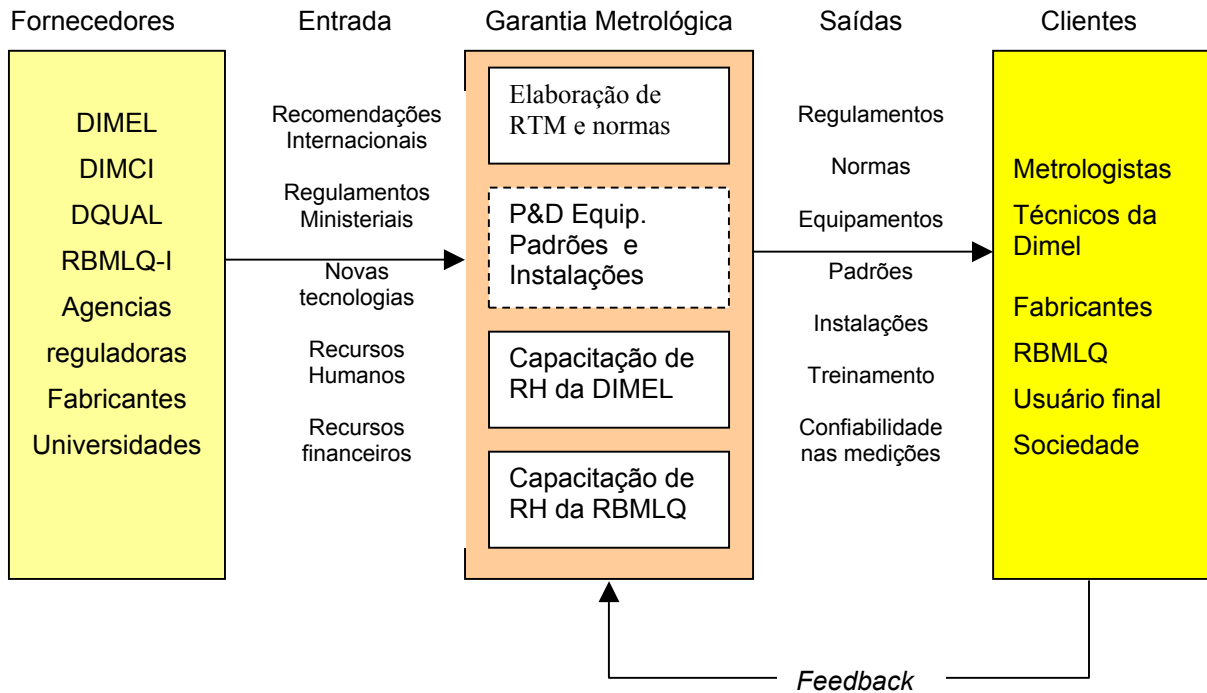 Fornecedores
Entrada
Garantia Metrológica
Saídas
Clientes
DIMEL
DIMCI
DQUAL
RBMLQ-I
Agencias
reguladoras
Fabricantes
Universidades
Recomendações
Internacionais
Regulamentos
Ministeriais
Novas
tecnologias
Recursos
Humanos
Recursos
financeiros
Elaboração de
RTM e normas
P&D Equip.
Padrões e
Instalações
Capacitação de
RH da DIMEL
Capacitação de
RH da RBMLQ
Regulamentos
Normas
Equipamentos
Padrões
Instalações
Treinamento
Confiabilidade
nas medições
Metrologistas
Técnicos da
Dimel
Fabricantes
RBMLQ
Usuário final
Sociedade
Feedback